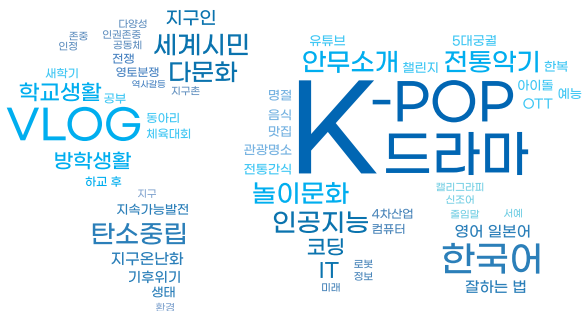 지구인
다양성
인권존중
존중
공동체
인정
세계시민
전쟁
영토분쟁
다문화
역사갈등
지구촌
새학기
학교생활
공부
VLOG
동아리
체육대회
방학생활
하교 후
유튜브
5대궁궐
안무소개
챌린지
전통악기
한복
명절
K-POP
아이돌
예능
OTT
음식
맛집
관광명소
드라마
전통간식
놀이문화
캘리그라피
신조어
줄임말
서예
인공지능
4차산업
컴퓨터
코딩
IT
로봇
정보
미래
영어 일본어
한국어
잘하는 법
지구
지속가능발전
탄소중립
지구온난화
기후위기
생태
환경